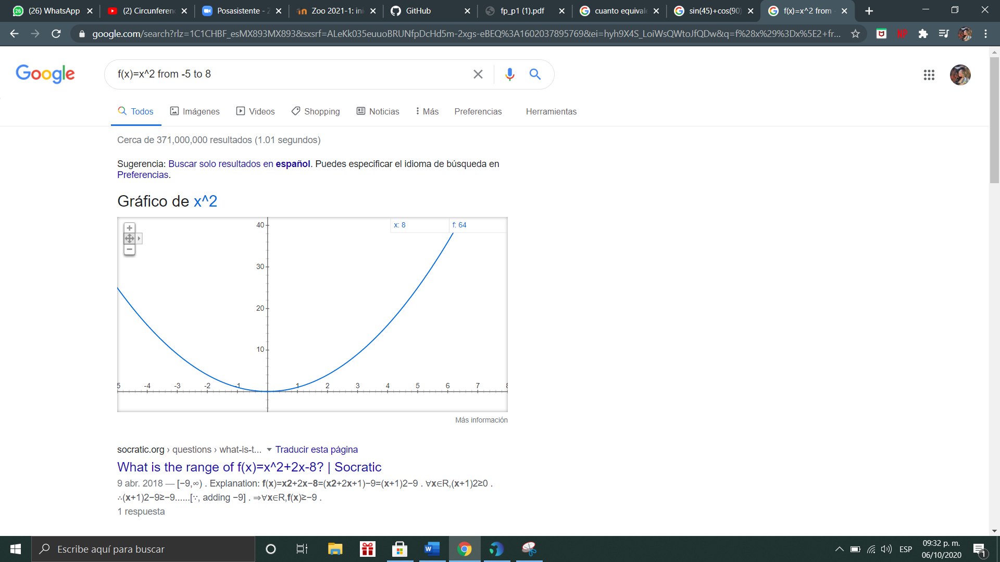 (26) WhatsApp
(2) Circunferenc
Posasistente - Z
Zoo 2021-1: ini
GitHub
fp_p1 (1).pdf
cuanto equivale
sin(45)+cos(90)
f(x)=x^2 from -
google.com/search?rlz=1C1CHBF_esMX893MX893&sxsrf=ALeKk035euuoBRUNfpDcHd5m-2xgs-eBEQ%3A1602037895769&ei=hyh9X4S_LoiWsQWtoJfQDw&q=f%28x%29%3Dx%5E2+fr...
Google
f(x)=x^2 from -5 to 8
Todos Imágenes Videos Shopping Noticias Más Preferencias Herramientas
Cerca de 371,000,000 resultados (1.01 segundos)
Sugerencia: Buscar solo resultados en español. Puedes especificar el idioma de búsqueda en
Preferencias.
Gráfico de x^2
x: 8 f: 64
40
30
20
10
5 -4 -3 -2 -1 1 2 3 4 5 6 7 8
Más información
socratic.org › questions › what-is-t... Traducir esta página
What is the range of f(x)=x^2+2x-8? | Socratic
9 abr. 2018 — [−9,∞) . Explanation: f(x)=x2+2x−8=(x2+2x+1)−9=(x+1)2−9 . ∀x∈R,(x+1)2≥0 .
∴(x+1)2−9≥−9......[∵, adding −9] . ⇒∀x∈R,f(x)≥−9 .
1 respuesta
Escribe aquí para buscar
ESP
09:32 p. m.
06/10/2020
1